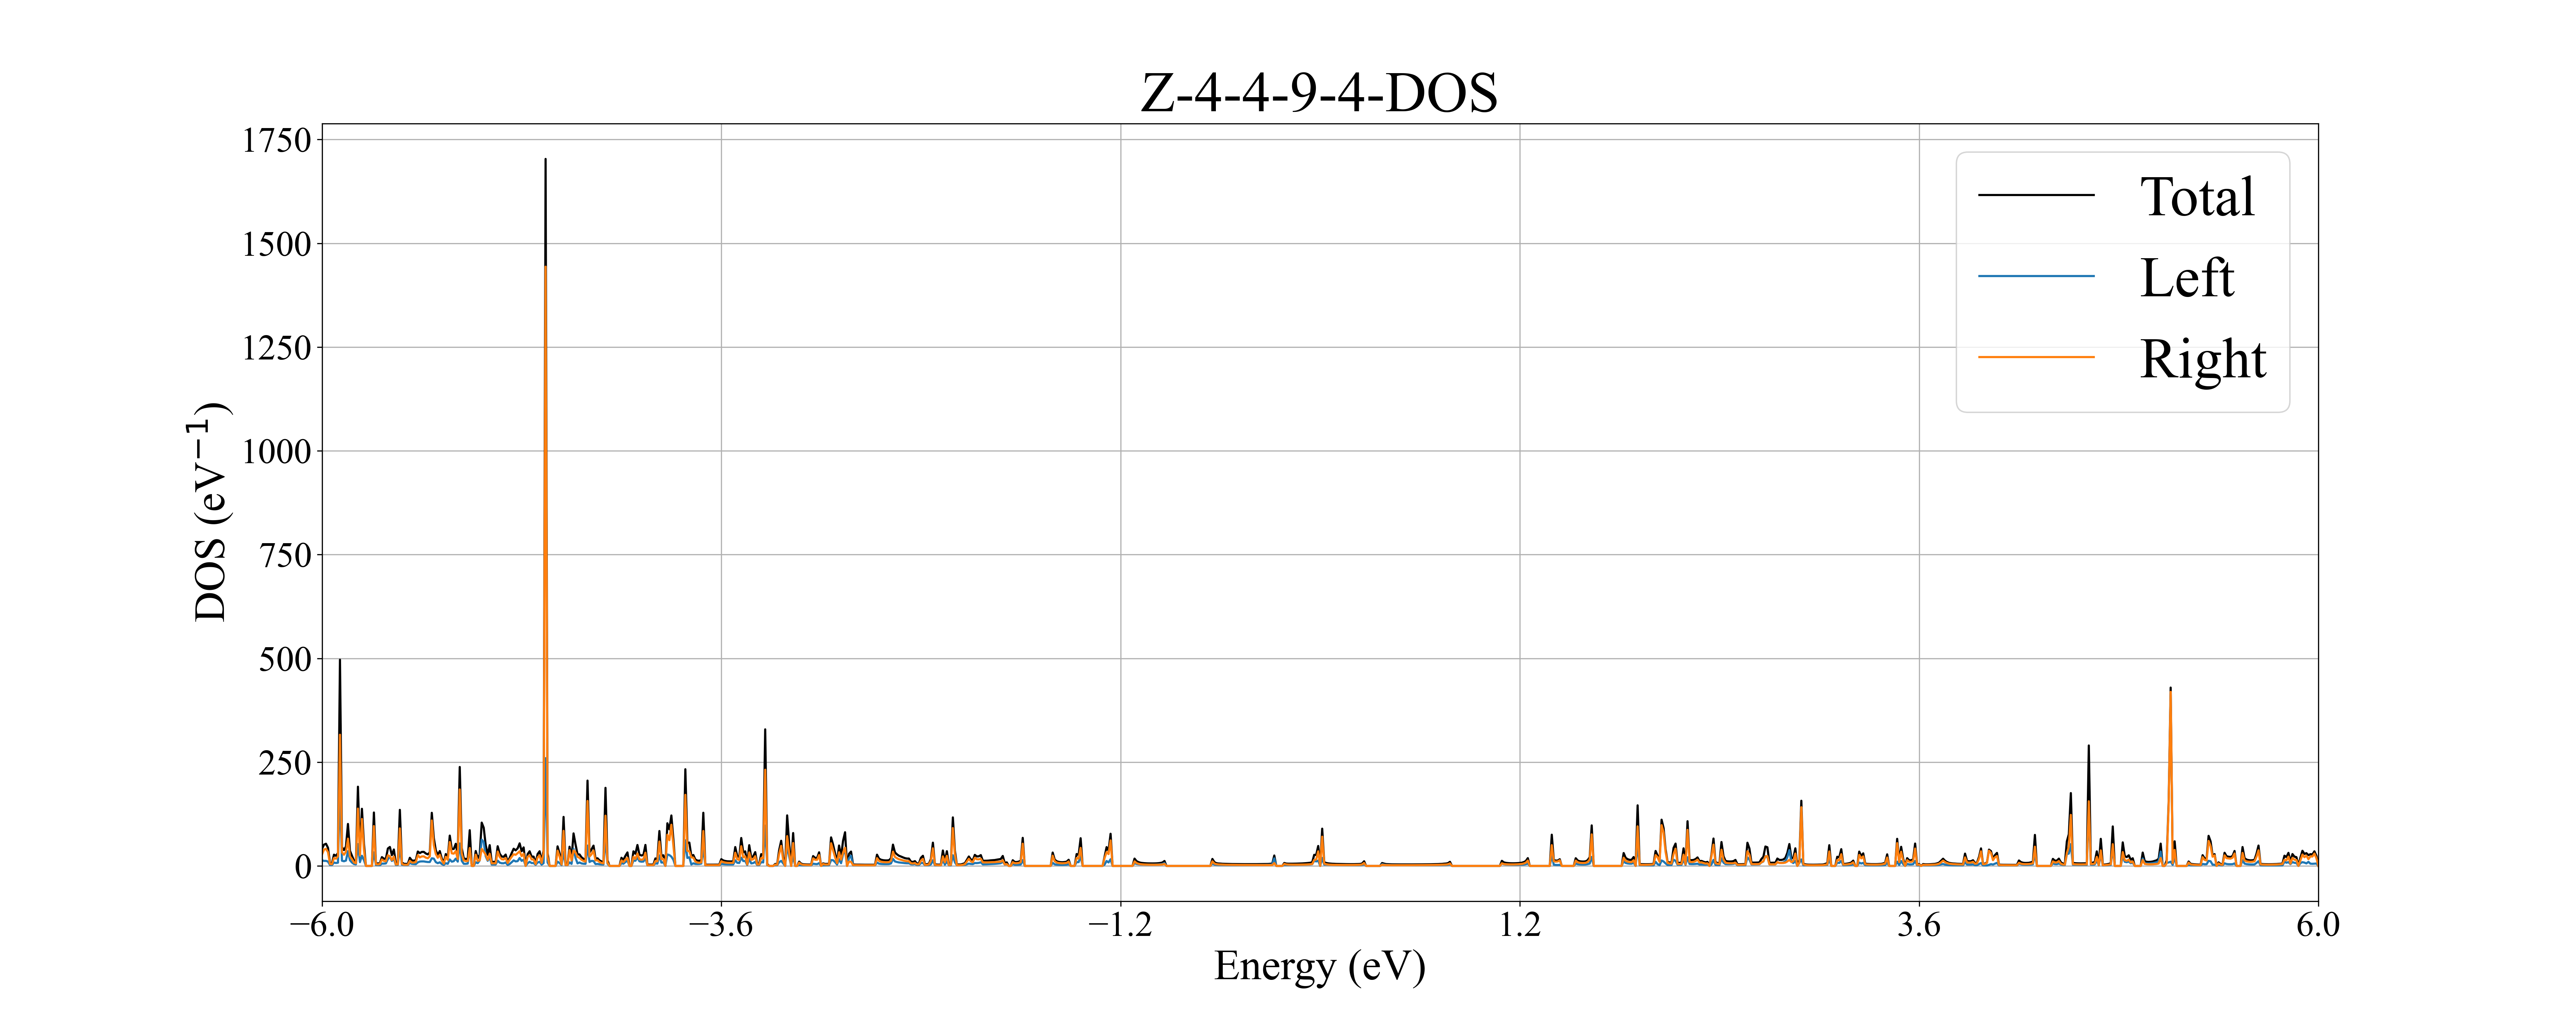 Z-4-4-9-4-DOS
1750
1500
1250
1000
750
500
250
0
DOS (eV⁻¹)
Total
Left
Right
−6.0
−3.6
−1.2
1.2
3.6
6.0
Energy (eV)